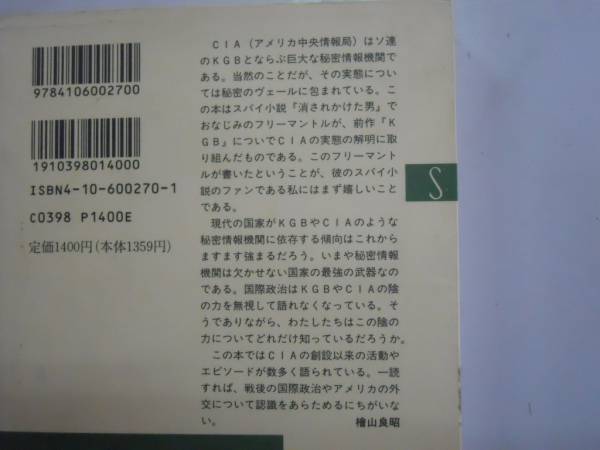 9784106002700
1910398014000
ISBN4-10-600270-1
C0398 P1400E
定価1400円(本体1359円)
CIA(アメリカ中央情報局)はソ連
のKGBとならぶ巨大な秘密情報機関で
ある。当然のことだが、その実態につい
ては秘密のヴェールに包まれている。こ
の本はスパイ小説『消されかけた男』で
おなじみのフリーマントルが、前作『K
GB』についでCIAの実態の解明に取
り組んだものである。このフリーマント
ルが書いたということが、彼のスパイ小
説のファンである私にはまず嬉しいこと
である。
現代の国家がKGBやCIAのような
秘密情報機関に依存する傾向はこれから
ますます強まるだろう。いまや秘密情報
機関は欠かせない国家の最強の武器なの
である。国際政治はKGBやCIAの陰
の力を無視して語れなくなっている。そ
うでありながら、わたしたちはこの陰の
力についてどれだけ知っているだろうか。
この本ではCIAの創設以来の活動や
エピソードが数多く語られている。一読
すれば、戦後の国際政治やアメリカの外
交について認識をあらためるにちがいな
い。 檜山良昭
S